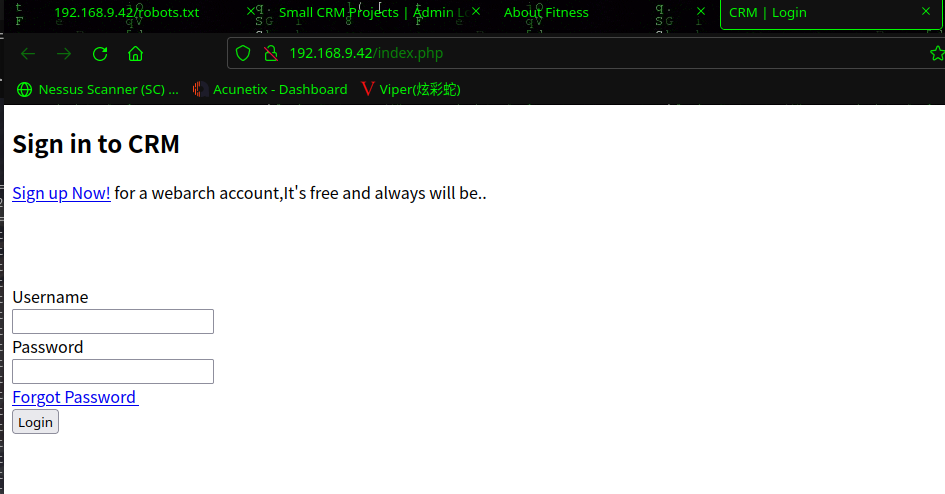 192.168.9.42/robots.txt
Small CRM Projects | Admin Lo
About Fitness
CRM | Login
192.168.9.42/index.php
Nessus Scanner (SC) ...
Acunetix - Dashboard
Viper(炫彩蛇)
Sign in to CRM
Sign up Now! for a webarch account,It's free and always will be..
Username
Password
Forgot Password
Login